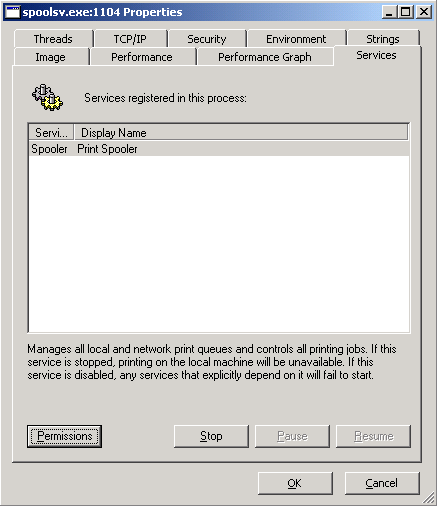 spoolsv.exe:1104 Properties
Threads TCP/IP Security Environment Strings
Image Performance Performance Graph Services
Services registered in this process:
Servi... Display Name
Spooler Print Spooler
Manages all local and network print queues and controls all printing jobs. If this
service is stopped, printing on the local machine will be unavailable. If this
service is disabled, any services that explicitly depend on it will fail to start.
Permissions Stop Pause Resume
OK Cancel